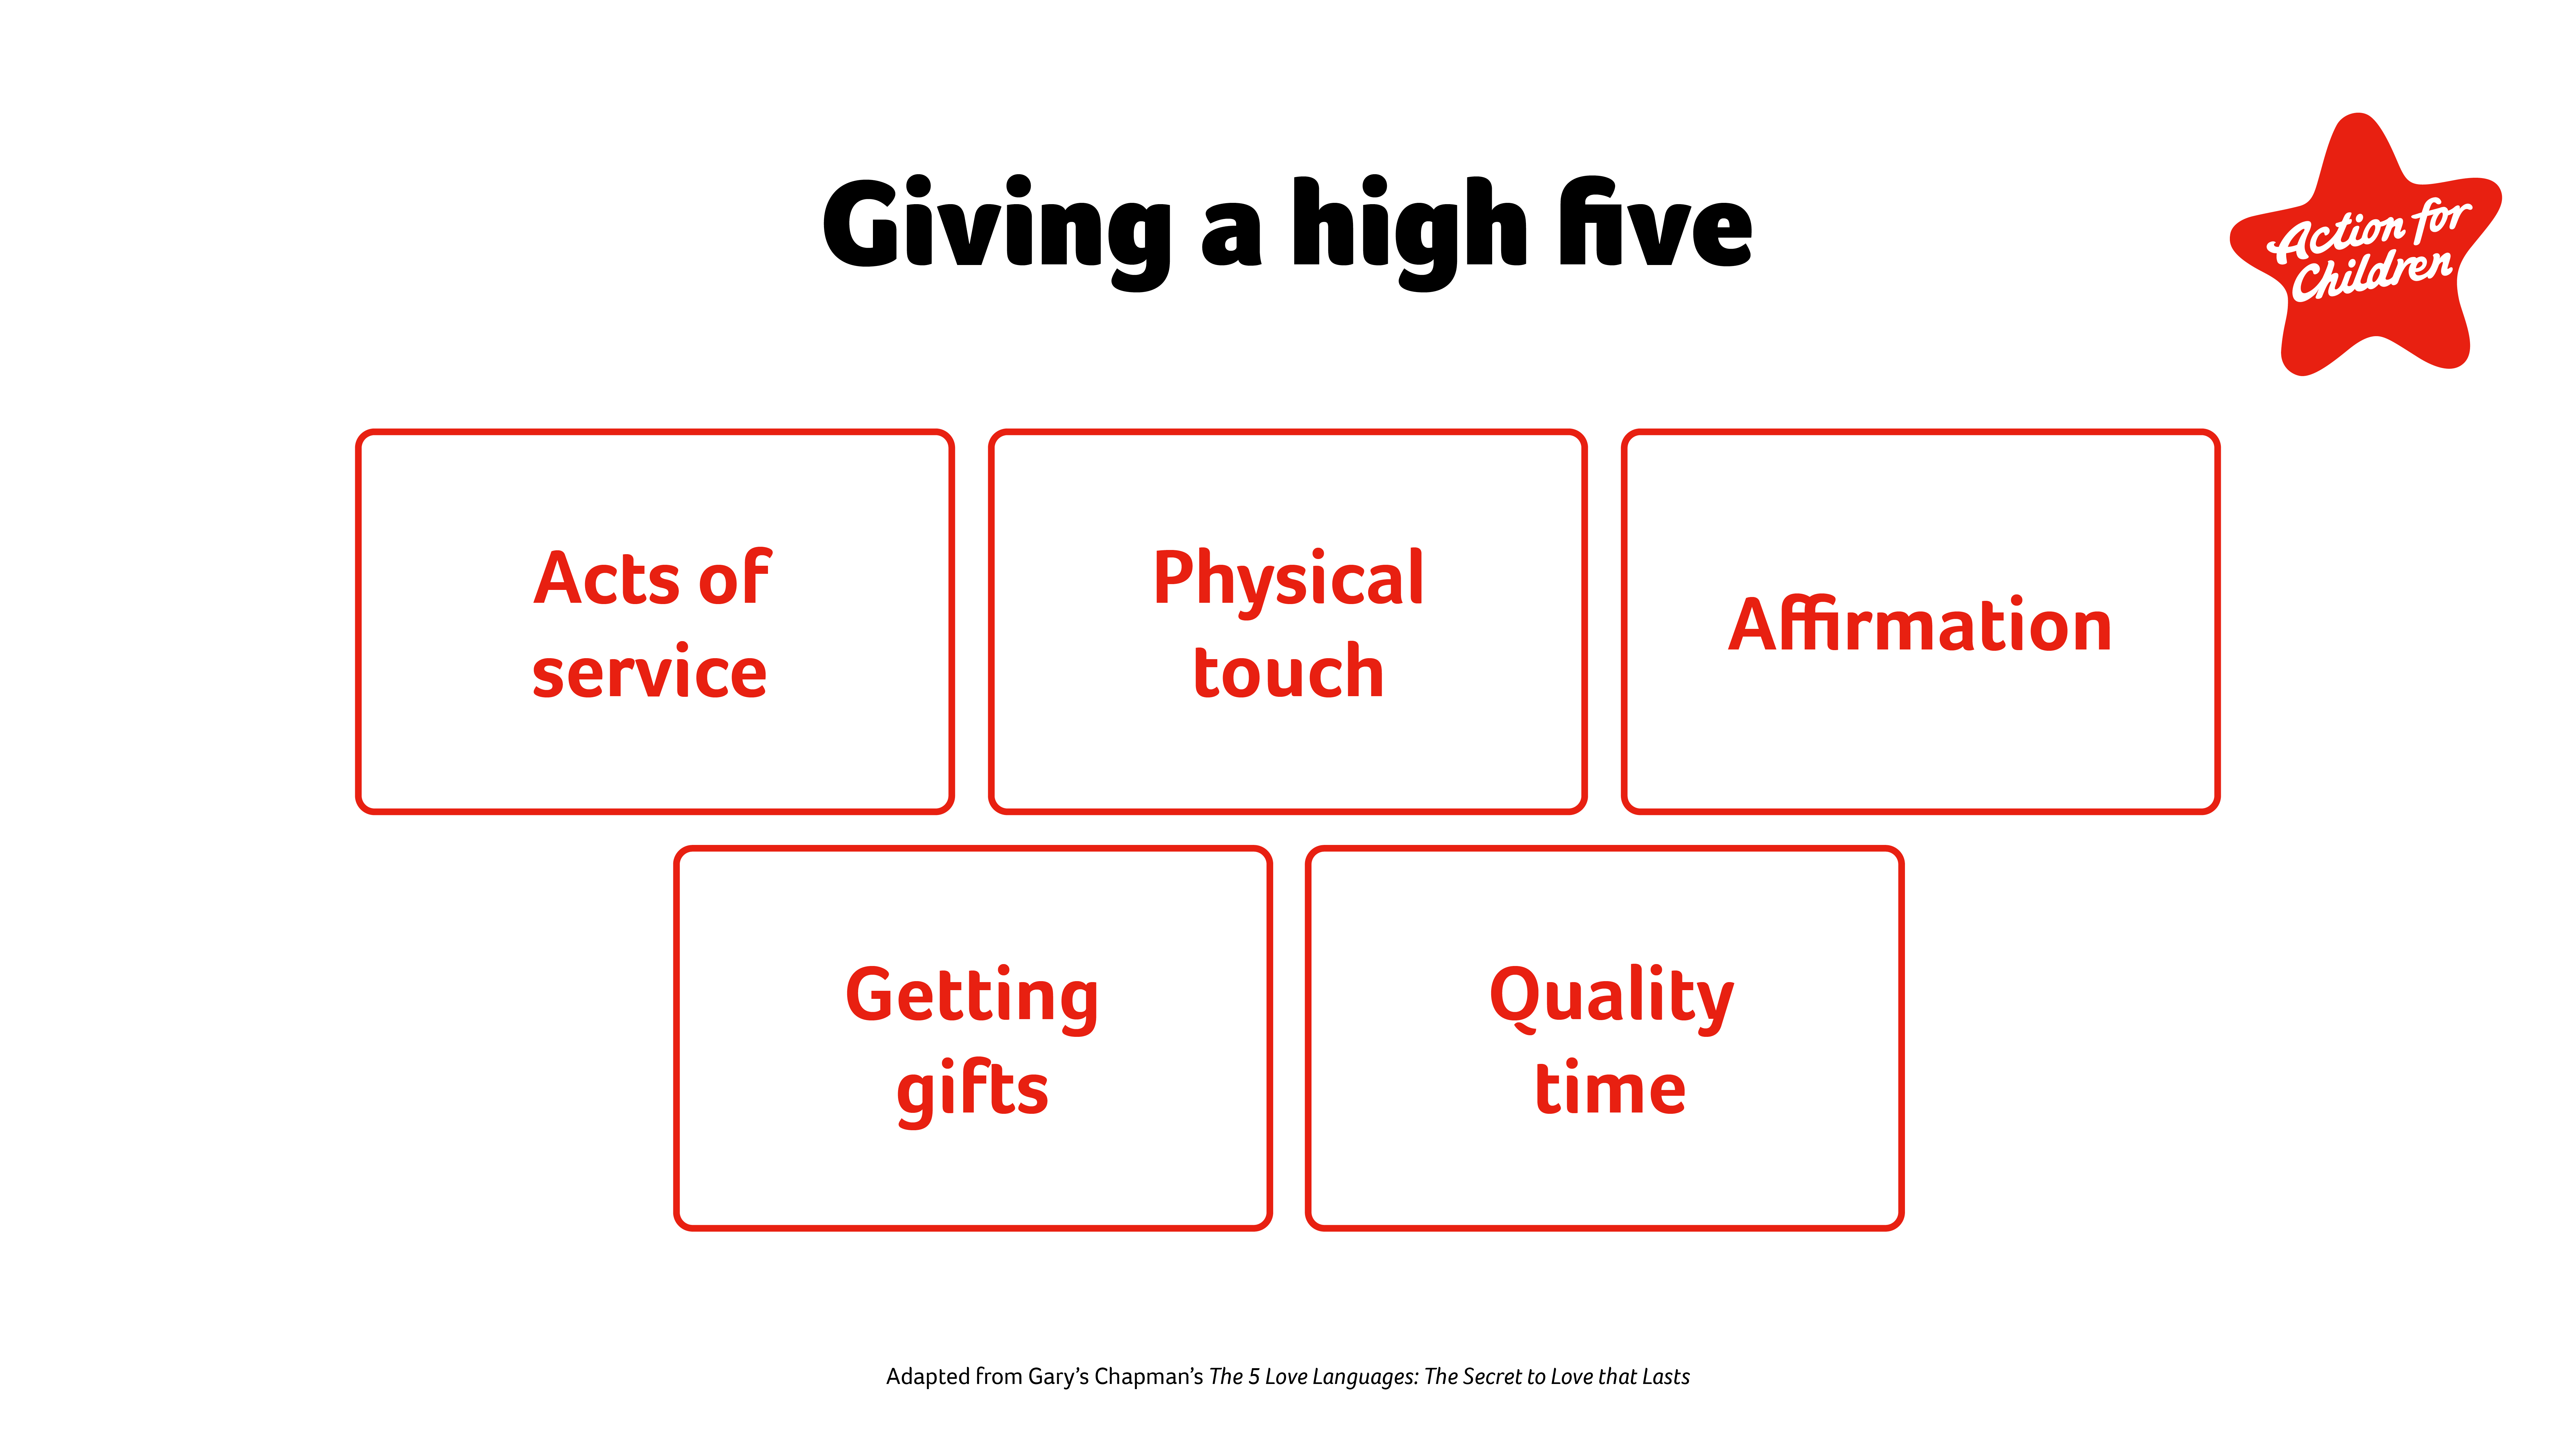 Giving a high five
Action for
Children
Acts of
service
Physical
touch
Affirmation
Getting
gifts
Quality
time
Adapted from Gary’s Chapman’s The 5 Love Languages: The Secret to Love that Lasts